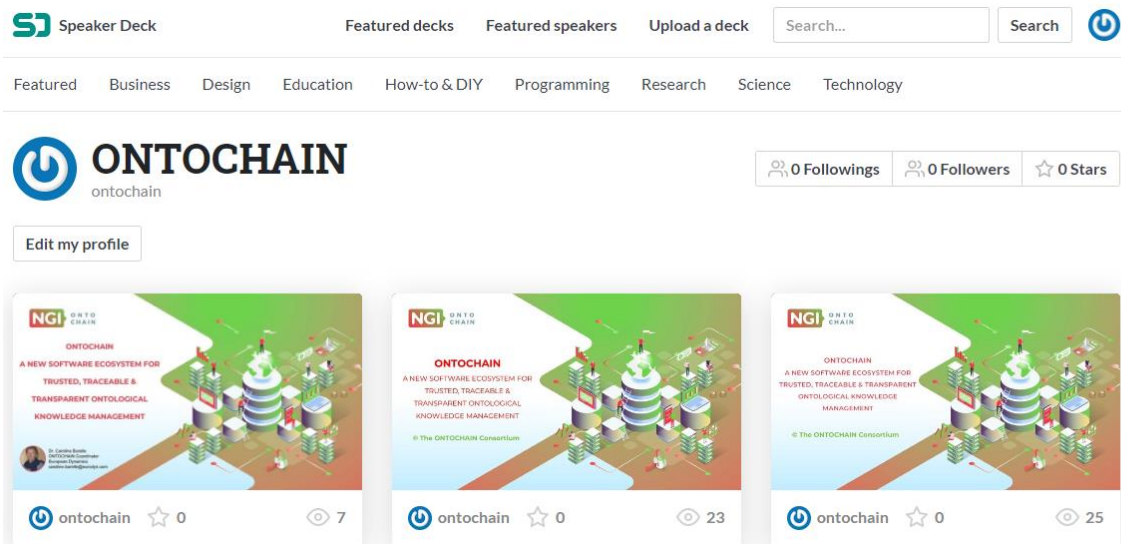 Speaker Deck Featured decks Featured speakers Upload a deck Search... Search
Featured Business Design Education How-to & DIY Programming Research Science Technology
ONTOCHAIN
ontochain
0 Followings 0 Followers 0 Stars
Edit my profile
NGI ONTO CHAIN
ONTOCHAIN
A NEW SOFTWARE ECOSYSTEM FOR
TRUSTED, TRACEABLE &
TRANSPARENT ONTOLOGICAL
KNOWLEDGE MANAGEMENT
ONTOCHAIN Coordinator
European Dynamics
ontochain 0 7
NGI ONTO CHAIN
ONTOCHAIN
A NEW SOFTWARE ECOSYSTEM FOR
TRUSTED, TRACEABLE &
TRANSPARENT ONTOLOGICAL
KNOWLEDGE MANAGEMENT
© The ONTOCHAIN Consortium
ontochain 0 23
NGI ONTO CHAIN
ONTOCHAIN
A NEW SOFTWARE ECOSYSTEM FOR
TRUSTED, TRACEABLE & TRANSPARENT
ONTOLOGICAL KNOWLEDGE
MANAGEMENT
© The ONTOCHAIN Consortium
ontochain 0 25